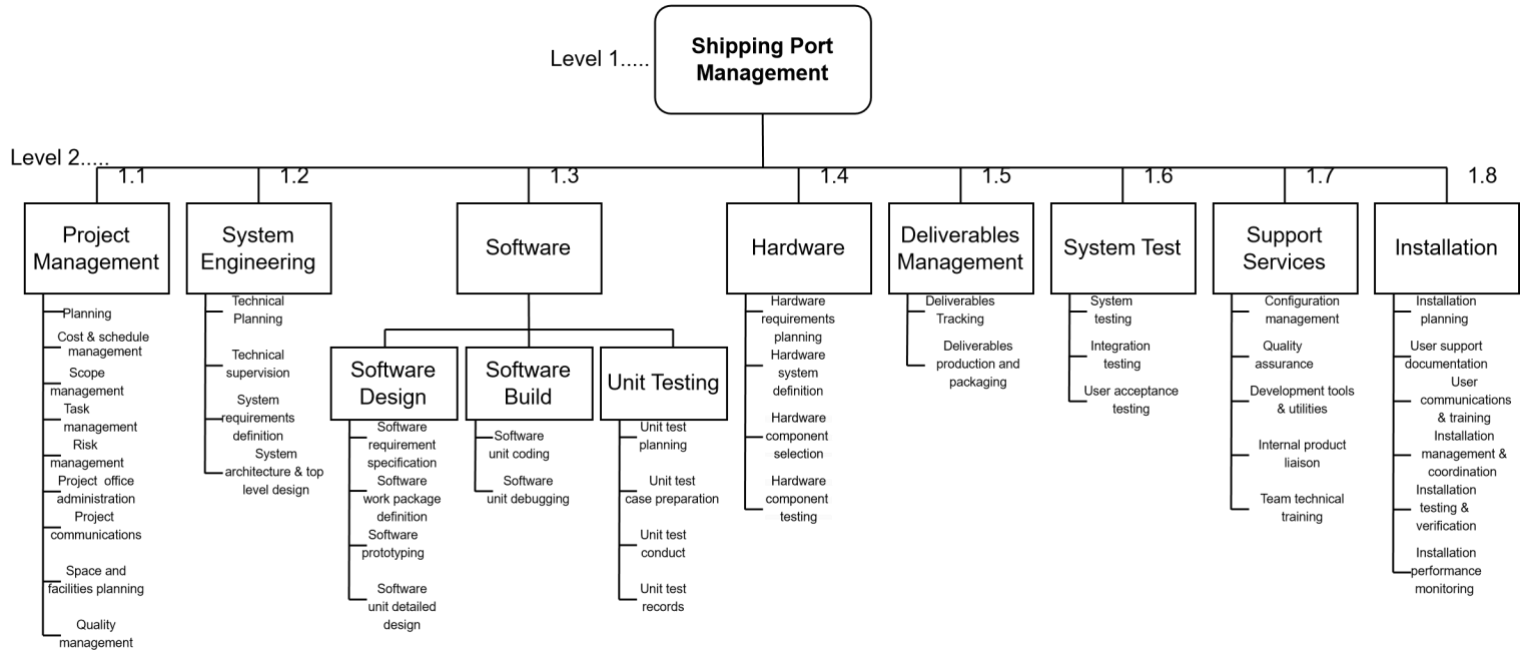 Shipping Port
Management
Level 1.....
Level 2.....
1.1
1.2
1.3
1.4
1.5
1.6
1.7
1.8
Project
Management
System
Engineering
Software
Hardware
Deliverables
Management
System Test
Support
Services
Installation
Planning
Cost & schedule
management
Scope
management
Task
management
Risk
management
Project office
administration
Project
communications
Space and
facilities planning
Quality
management
Technical
Planning
Technical
supervision
System
requirements
definition
System
architecture & top
level design
Software
Design
Software
requirement
specification
Software
work package
definition
Software
prototyping
Software
unit detailed
design
Software
Build
Software
unit coding
Software
unit debugging
Unit Testing
Unit test
planning
Unit test
case preparation
Unit test
conduct
Unit test
records
Hardware
requirements
planning
Hardware
system
definition
Hardware
component
selection
Hardware
component
testing
Deliverables
Tracking
Deliverables
production and
packaging
System
testing
Integration
testing
User acceptance
testing
Configuration
management
Quality
assurance
Development tools
& utilities
Internal product
liaison
Team technical
training
Installation
planning
User support
documentation
User
communications
& training
Installation
management &
coordination
Installation
testing &
verification
Installation
performance
monitoring